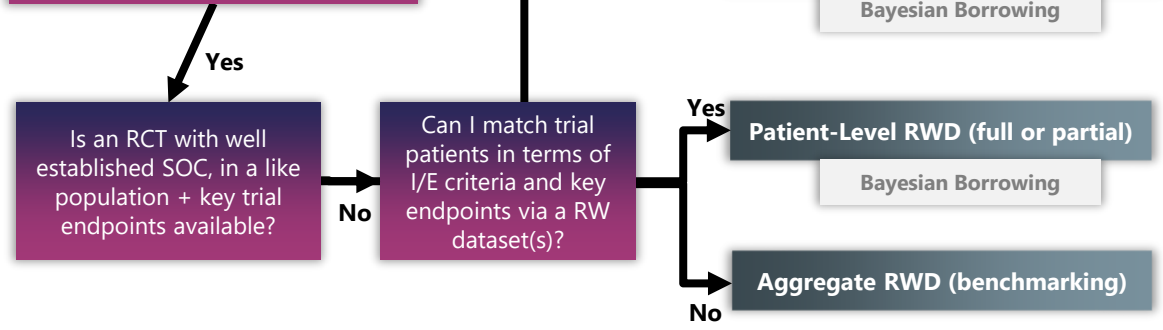 Bayesian Borrowing
Yes
Is an RCT with well
established SOC, in a like
population + key trial
endpoints available?
No
Can I match trial
patients in terms of
I/E criteria and key
endpoints via a RW
dataset(s)?
Yes
Patient-Level RWD (full or partial)
Bayesian Borrowing
Aggregate RWD (benchmarking)
No